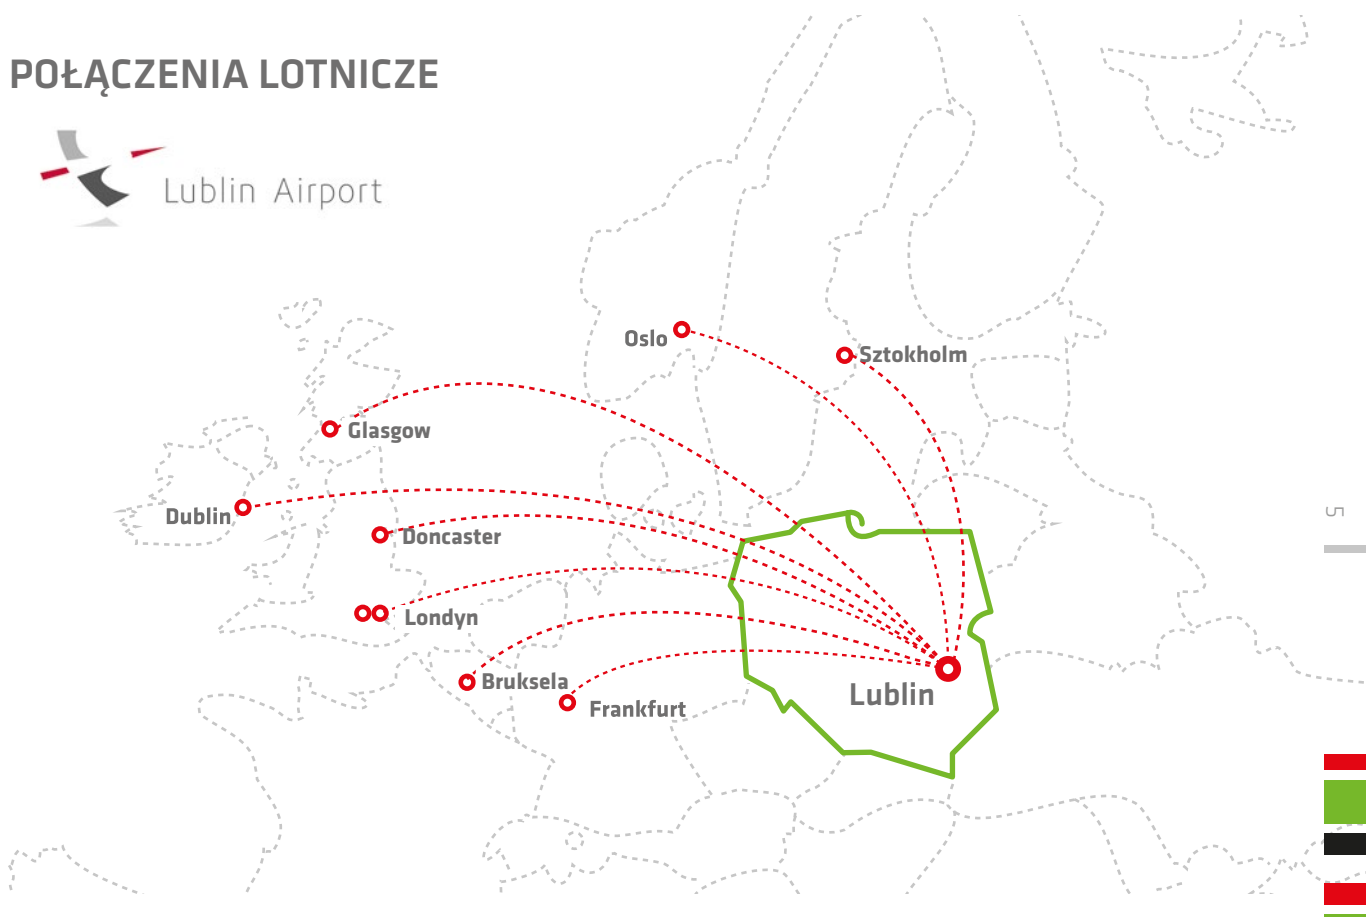 POŁĄCZENIA LOTNICZE
Lublin Airport
Oslo
Sztokholm
Glasgow
Dublin
Doncaster
5
Londyn
Bruksela
Frankfurt
Lublin